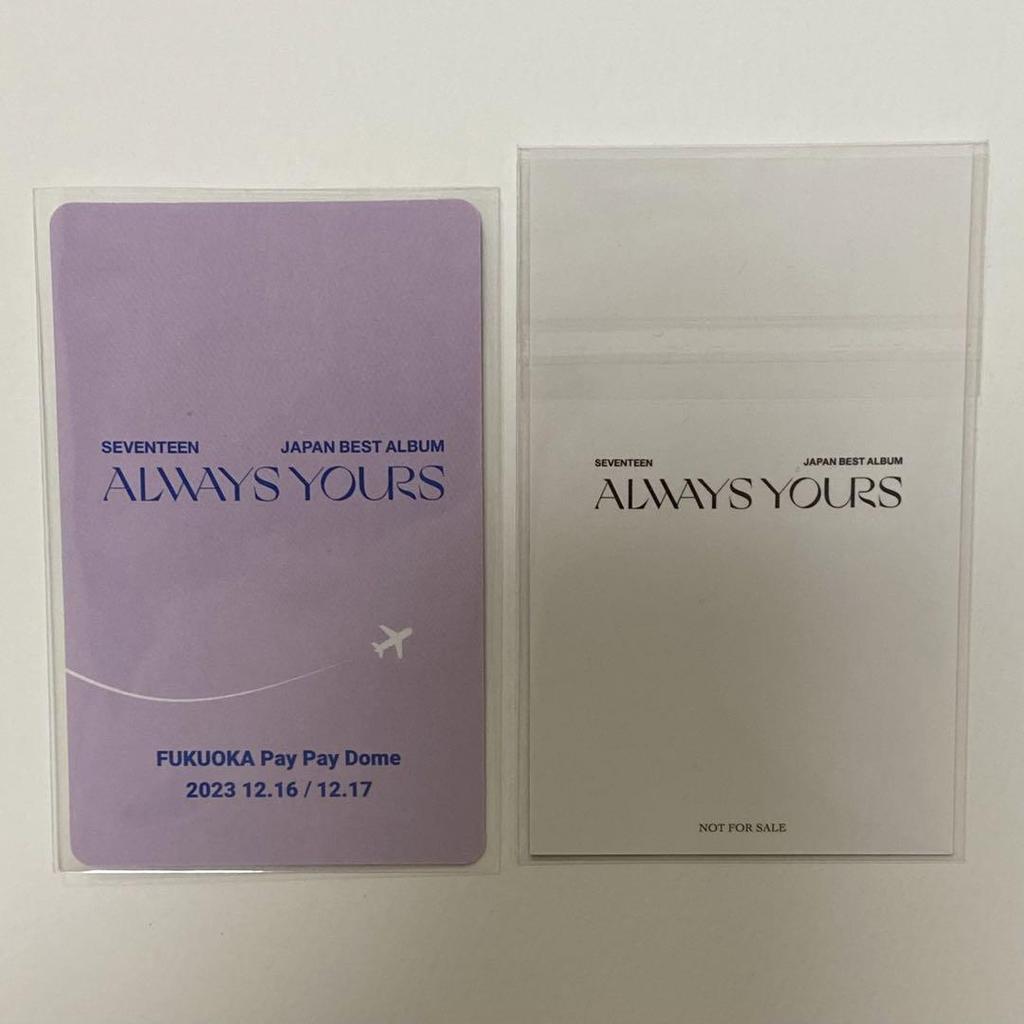 SEVENTEEN JAPAN BEST ALBUM
ALWAYS YOURS
FUKUOKA Pay Pay Dome
2023 12.16 / 12.17
SEVENTEEN JAPAN BEST ALBUM
ALWAYS YOURS
NOT FOR SALE